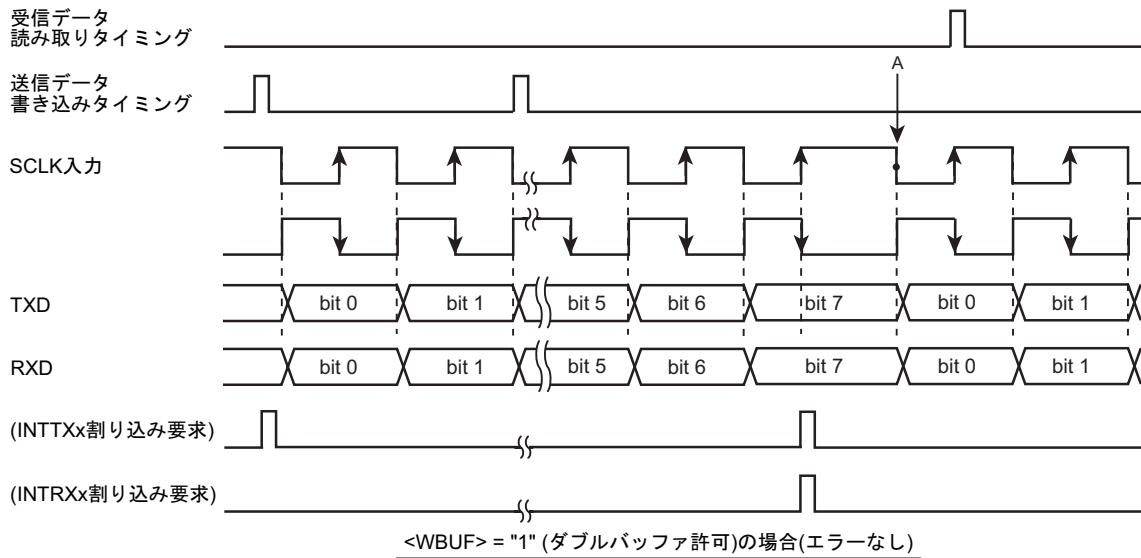 受信データ
読み取りタイミング
A
送信データ
書き込みタイミング
SCLK入力
TXD
bit 0
bit 1
bit 5
bit 6
bit 7
bit 0
bit 1
RXD
bit 0
bit 1
bit 5
bit 6
bit 7
bit 0
bit 1
(INTTXx割り込み要求)
(INTRXx割り込み要求)
<WBUF> = "1" (ダブルバッファ許可)の場合(エラーなし)